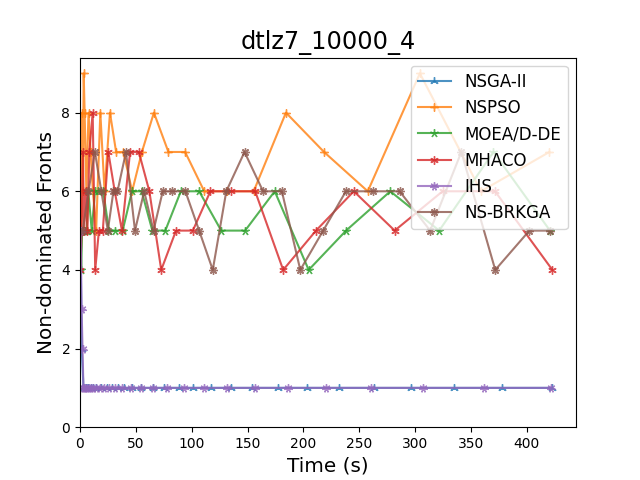 dtlz7_10000_4
Non-dominated Fronts
8
6
4
2
0
0 50 100 150 200 250 300 350 400
Time (s)
NSGA-II
NSPSO
MOEA/D-DE
MHACO
IHS
NS-BRKGA